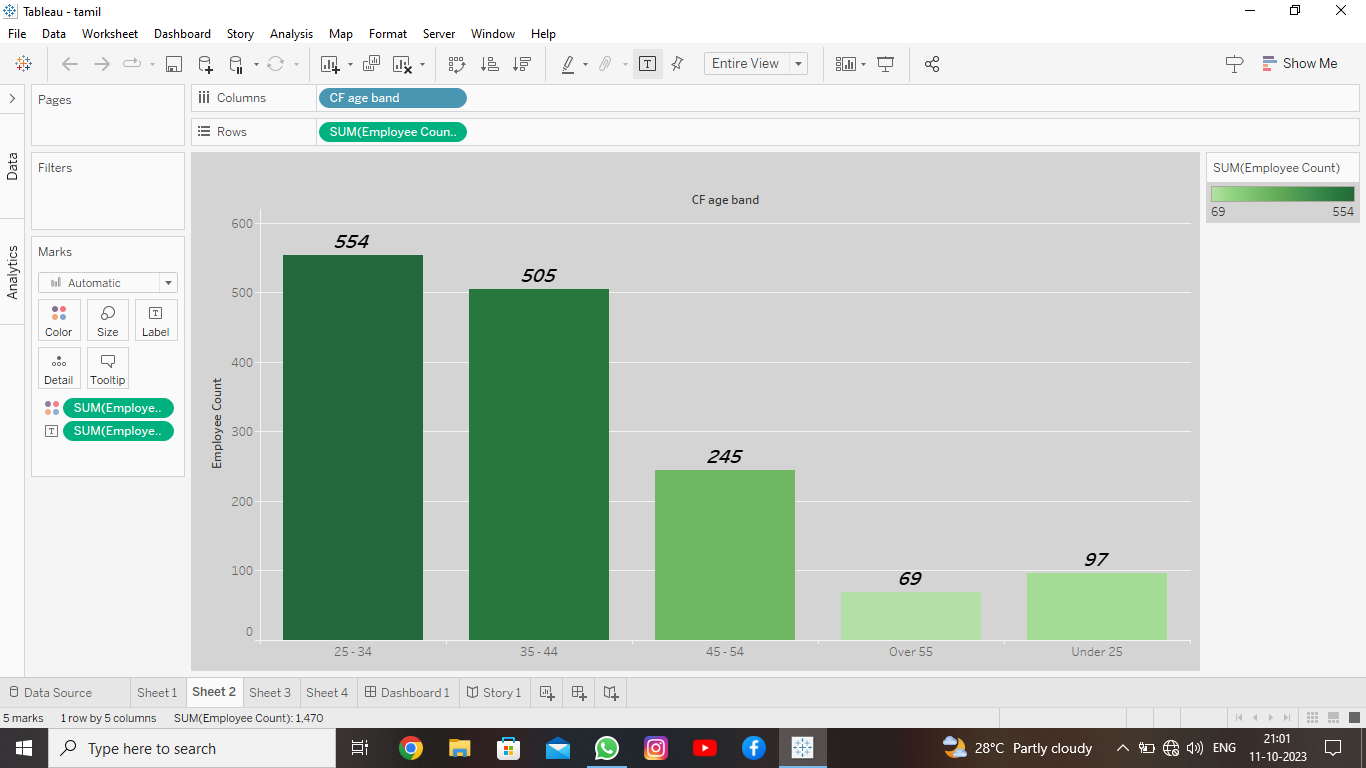 Tableau - tamil
File Data Worksheet Dashboard Story Analysis Map Format Server Window Help
Entire View
Show Me
Pages
Columns
CF age band
Rows
SUM(Employee Coun..
Data
Analytics
Filters
Marks
Automatic
Color Size Label
Detail Tooltip
SUM(Employe..
SUM(Employe..
CF age band
Employee Count
600
500
400
300
200
100
0
554
505
245
69
97
25 - 34
35 - 44
45 - 54
Over 55
Under 25
SUM(Employee Count)
69 554
Data Source Sheet 1 Sheet 2 Sheet 3 Sheet 4 Dashboard 1 Story 1
5 marks 1 row by 5 columns SUM(Employee Count): 1,470
Type here to search
28°C Partly cloudy
ENG
21:01
11-10-2023